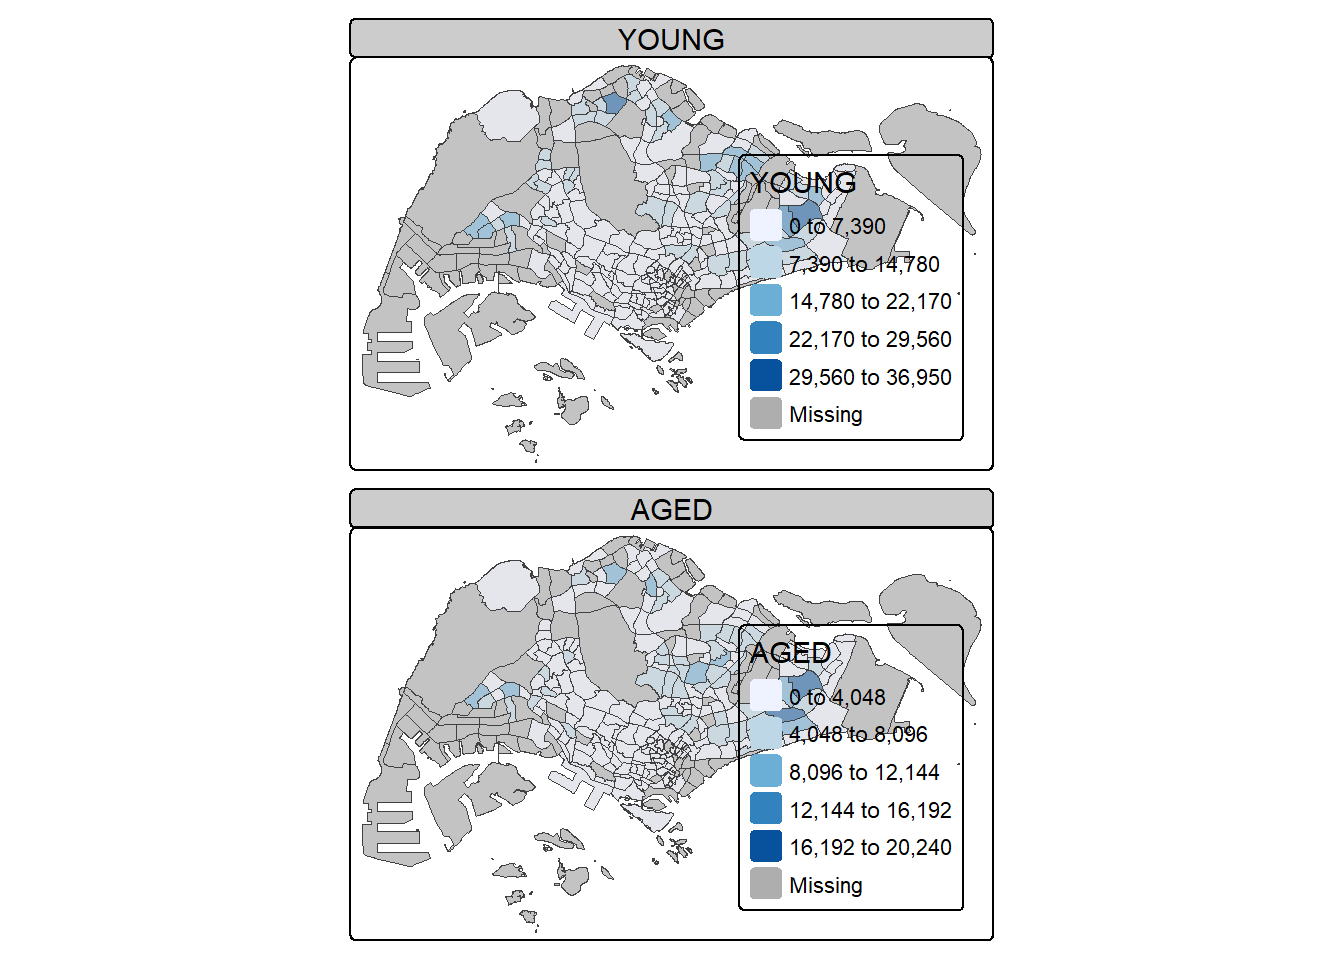 YOUNG
YOUNG
0 to 7,390
7,390 to 14,780
14,780 to 22,170
22,170 to 29,560
29,560 to 36,950
Missing
AGED
AGED
0 to 4,048
4,048 to 8,096
8,096 to 12,144
12,144 to 16,192
16,192 to 20,240
Missing